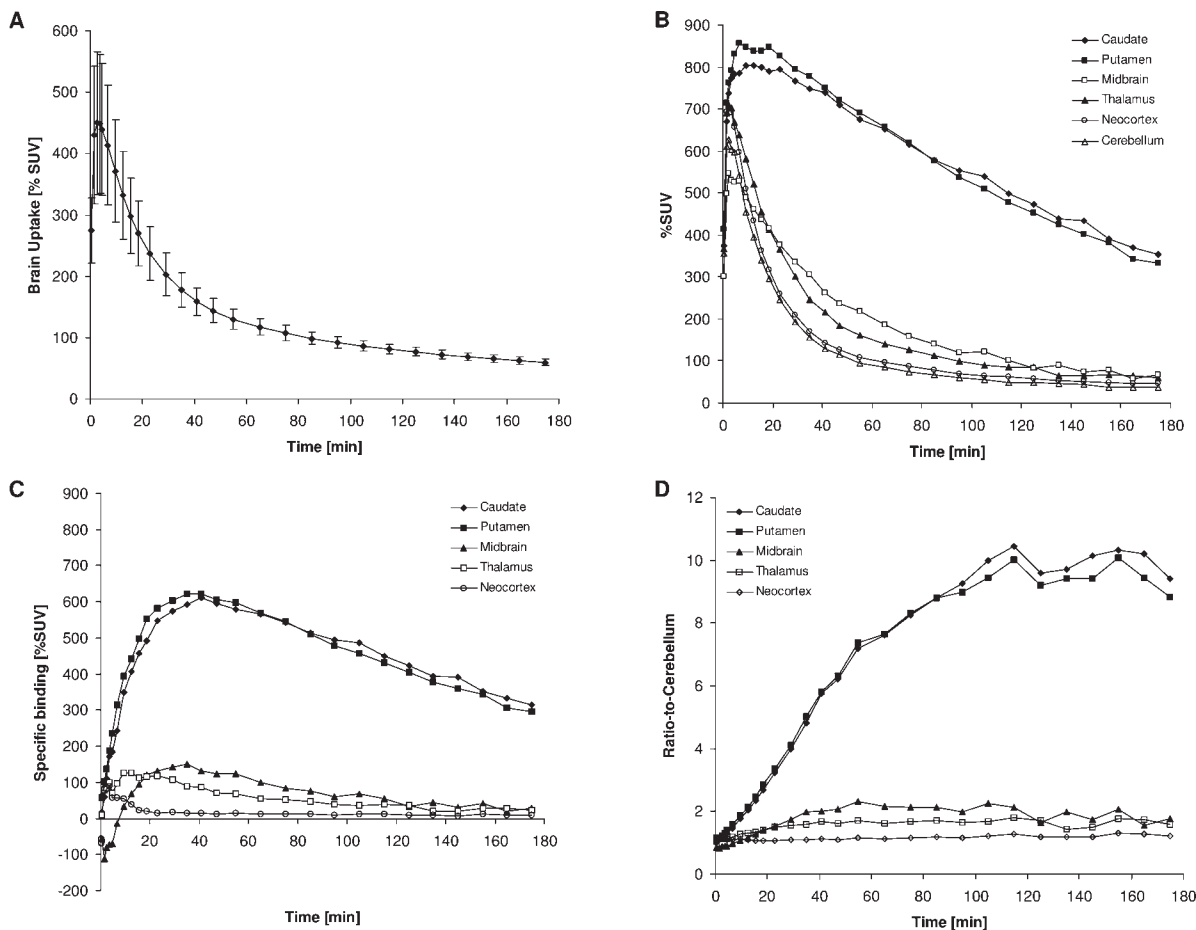 A
Brain Uptake [% SUV]
600
500
400
300
200
100
0
0 20 40 60 80 100 120 140 160 180
Time [min]
B
%SUV
900
800
700
600
500
400
300
200
100
0
0 20 40 60 80 100 120 140 160 180
Time [min]
Caudate
Putamen
Midbrain
Thalamus
Neocortex
Cerebellum
C
Specific binding [%SUV]
900
800
700
600
500
400
300
200
100
0
-100
-200
0 20 40 60 80 100 120 140 160 180
Time [min]
Caudate
Putamen
Midbrain
Thalamus
Neocortex
D
Ratio-to-Cerebellum
12
10
8
6
4
2
0
0 20 40 60 80 100 120 140 160 180
Time [min]
Caudate
Putamen
Midbrain
Thalamus
Neocortex